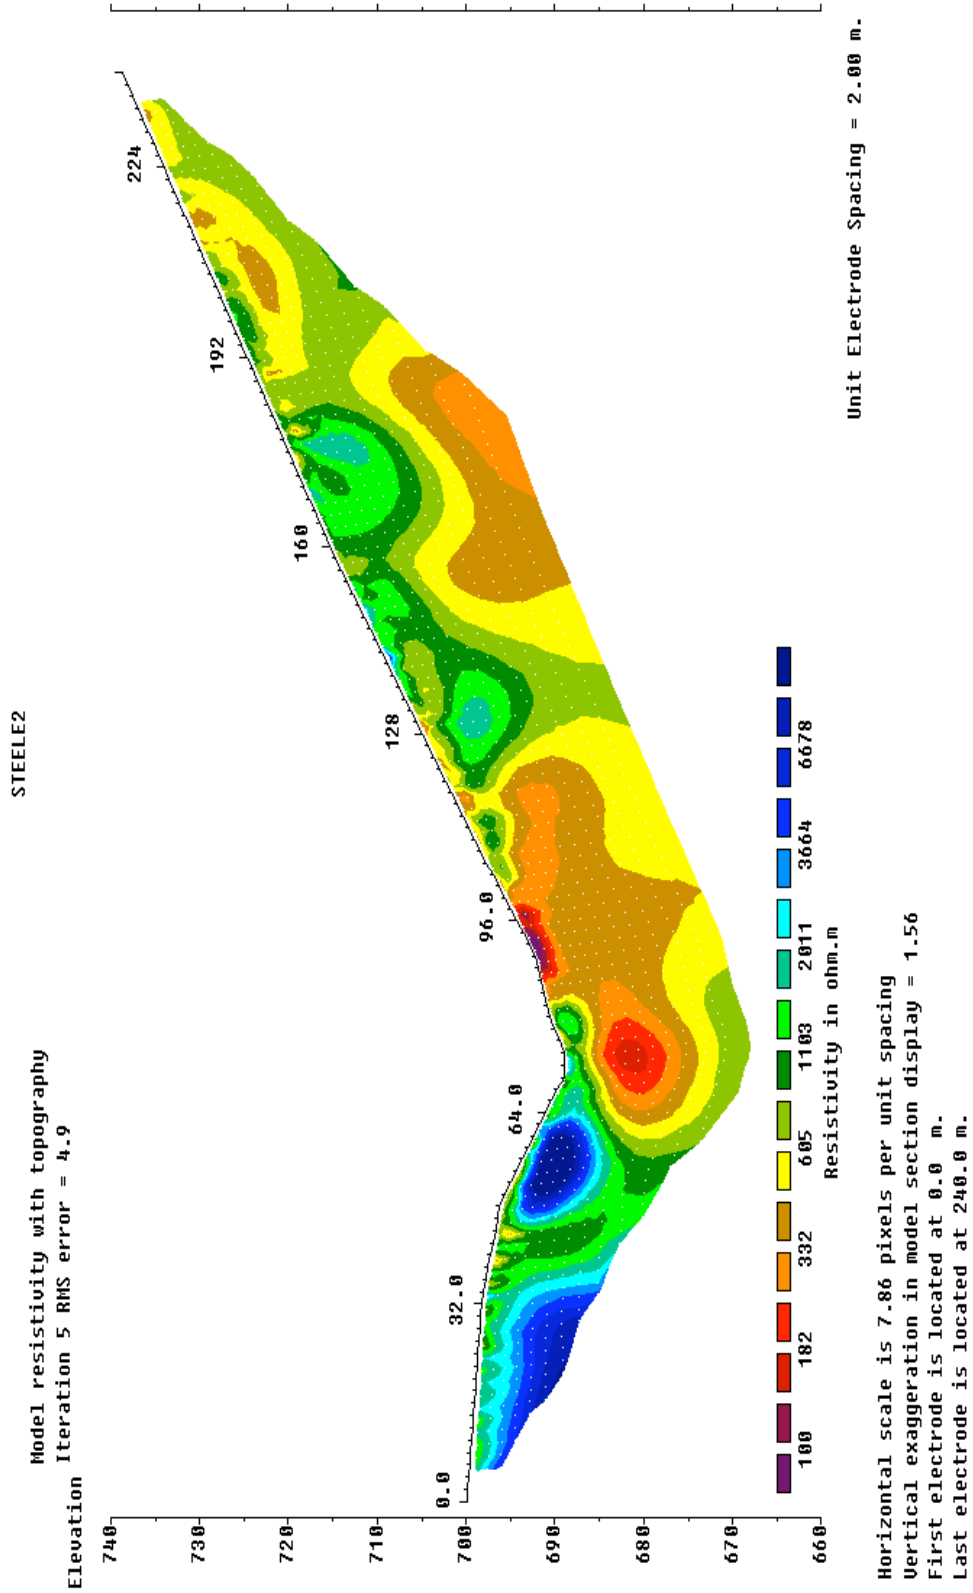 STEELE2
Model resistivity with topography
Iteration 5 RMS error = 4.9
Elevation
740
730
720
710
700
690
680
670
660
0.0
32.0
64.0
96.0
128
160
192
224
Unit Electrode Spacing = 2.00 m.
100 182 332 605 1103 2011 3664 6678
Resistivity in ohm.m
Horizontal scale is 7.86 pixels per unit spacing
Vertical exaggeration in model section display = 1.56
First electrode is located at 0.0 m.
Last electrode is located at 240.0 m.